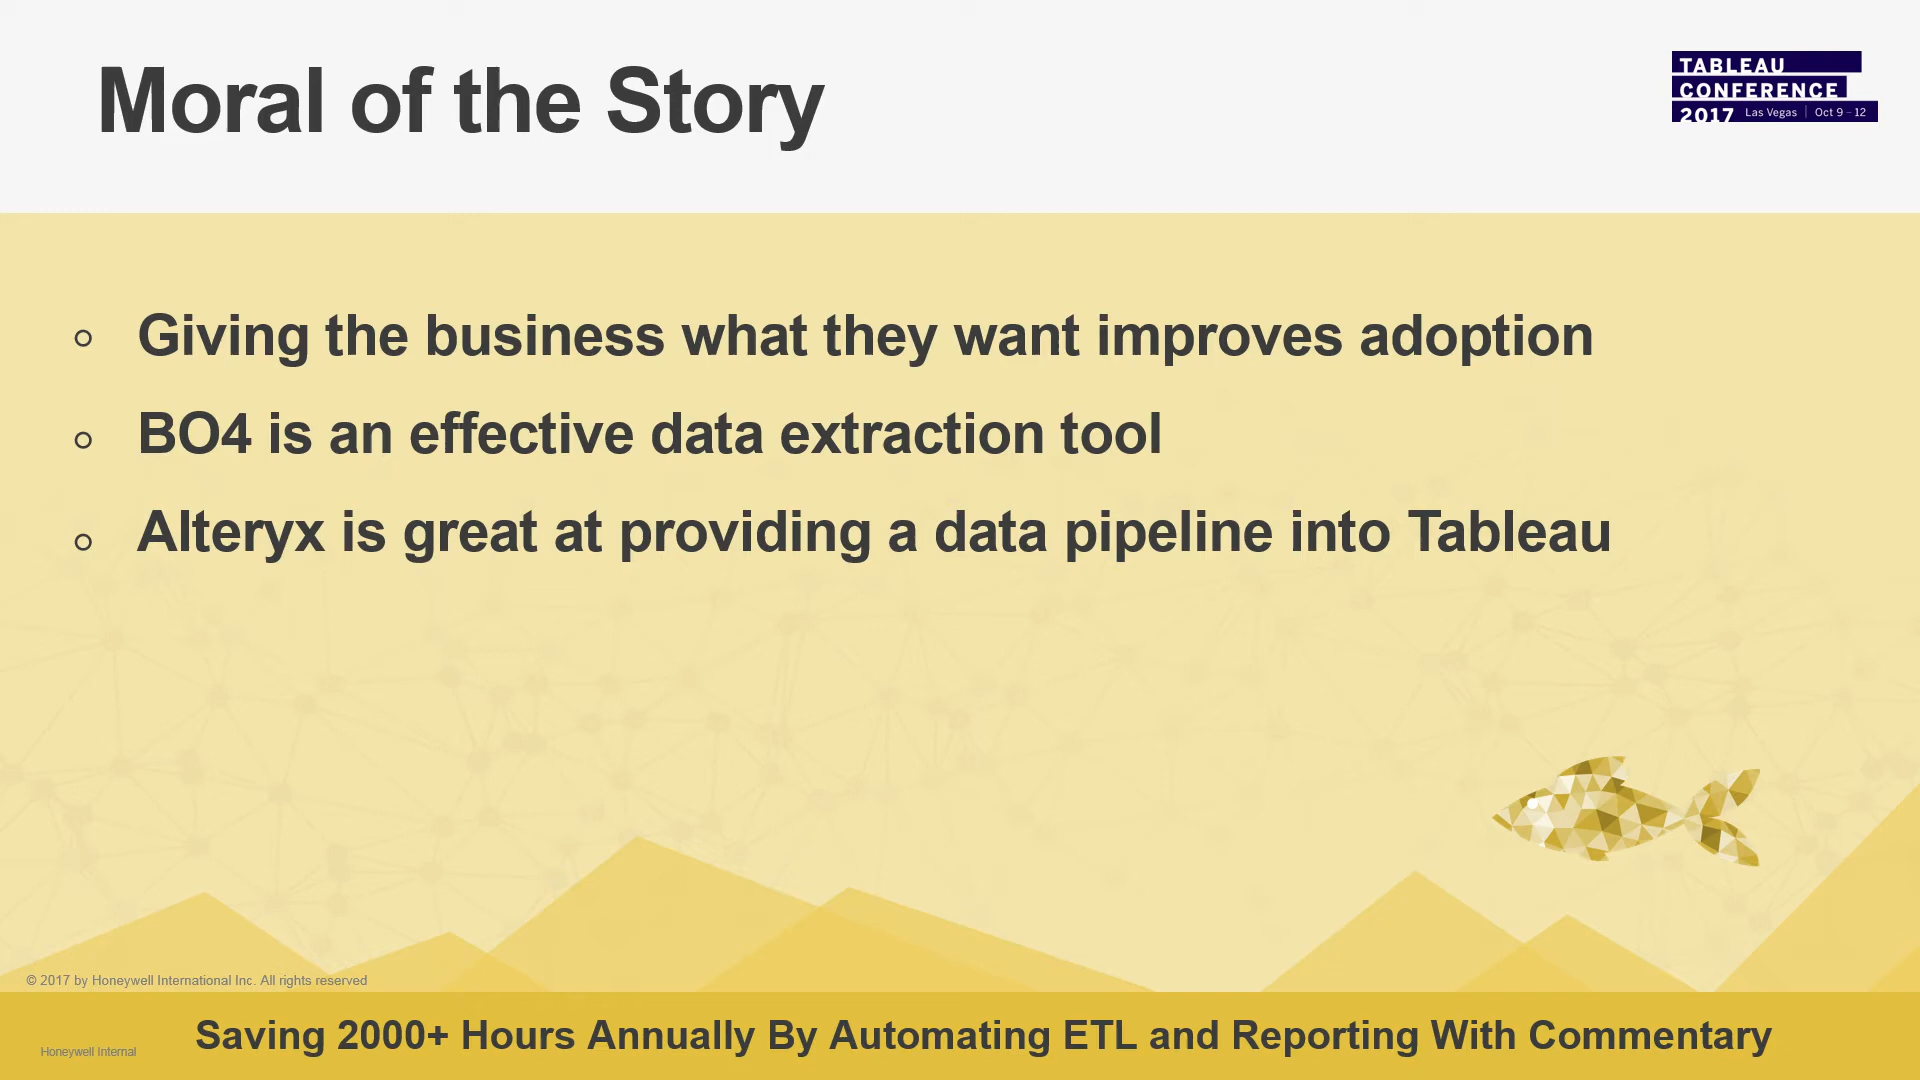 Moral of the Story
TABLEAU
CONFERENCE
2017 Las Vegas | Oct 9 – 12
Giving the business what they want improves adoption
BO4 is an effective data extraction tool
Alteryx is great at providing a data pipeline into Tableau
© 2017 by Honeywell International Inc. All rights reserved
Saving 2000+ Hours Annually By Automating ETL and Reporting With Commentary
Honeywell Internal